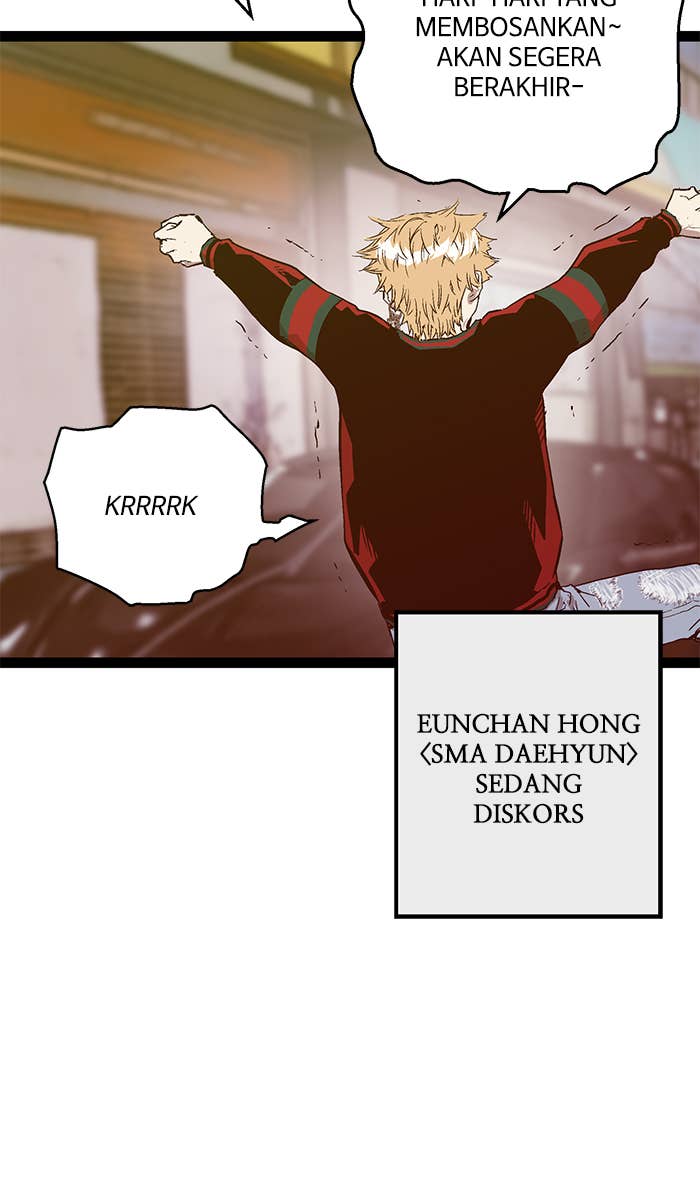 MEMBOSANKAN~
AKAN SEGERA
BERAKHIR-
KRRRRK
EUNCHAN HONG
〈SMA DAEHYUN〉
SEDANG
DISKORS